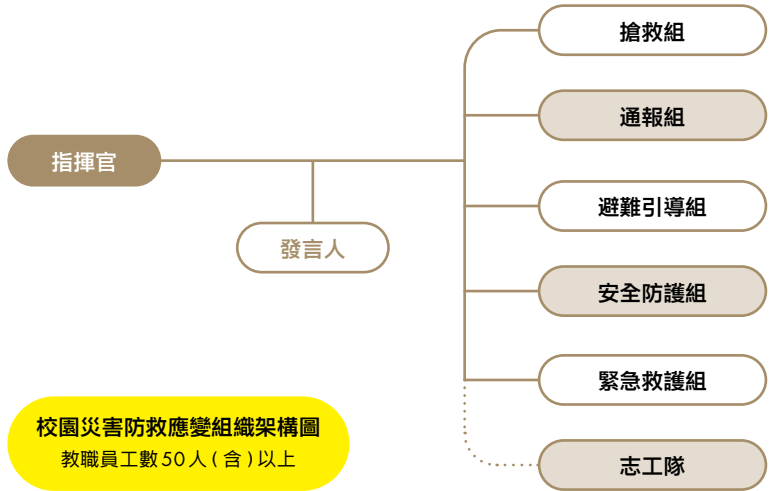 搶救組
通報組
指揮官
避難引導組
發言人
安全防護組
緊急救護組
校園災害防救應變組織架構圖
教職員工數50人(含)以上
志工隊